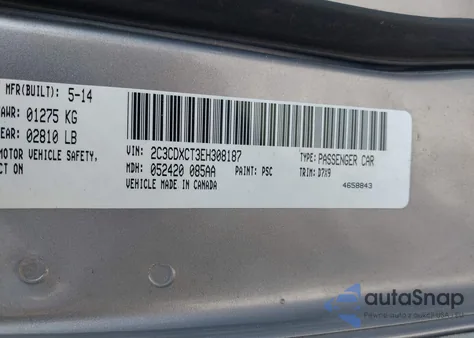 MFR(BUILT): 5-14
AWR: 01275 KG
EAR: 02810 LB
MOTOR VEHICLE SAFETY,
CT ON
VIN: 2C3CDXCT3EH308187
TYPE: PASSENGER CAR
MDH: 052420 085AA
PAINT: PSC
TRIM: D7X9
VEHICLE MADE IN CANADA
4658843
autoSnap